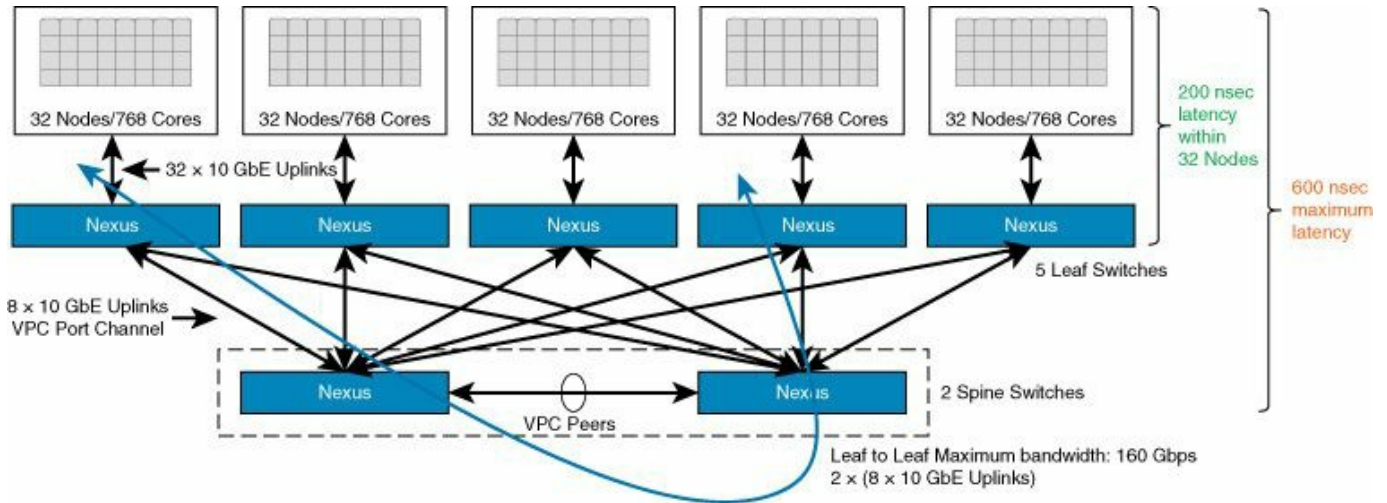 32 Nodes/768 Cores
32 Nodes/768 Cores
32 Nodes/768 Cores
32 Nodes/768 Cores
32 Nodes/768 Cores
200 nsec
latency
within
32 Nodes
32 × 10 GbE Uplinks
600 nsec
maximum
latency
Nexus
Nexus
Nexus
Nexus
Nexus
5 Leaf Switches
8 × 10 GbE Uplinks
VPC Port Channel
Nexus
Nexus
2 Spine Switches
VPC Peers
Leaf to Leaf Maximum bandwidth: 160 Gbps
2 × (8 × 10 GbE Uplinks)